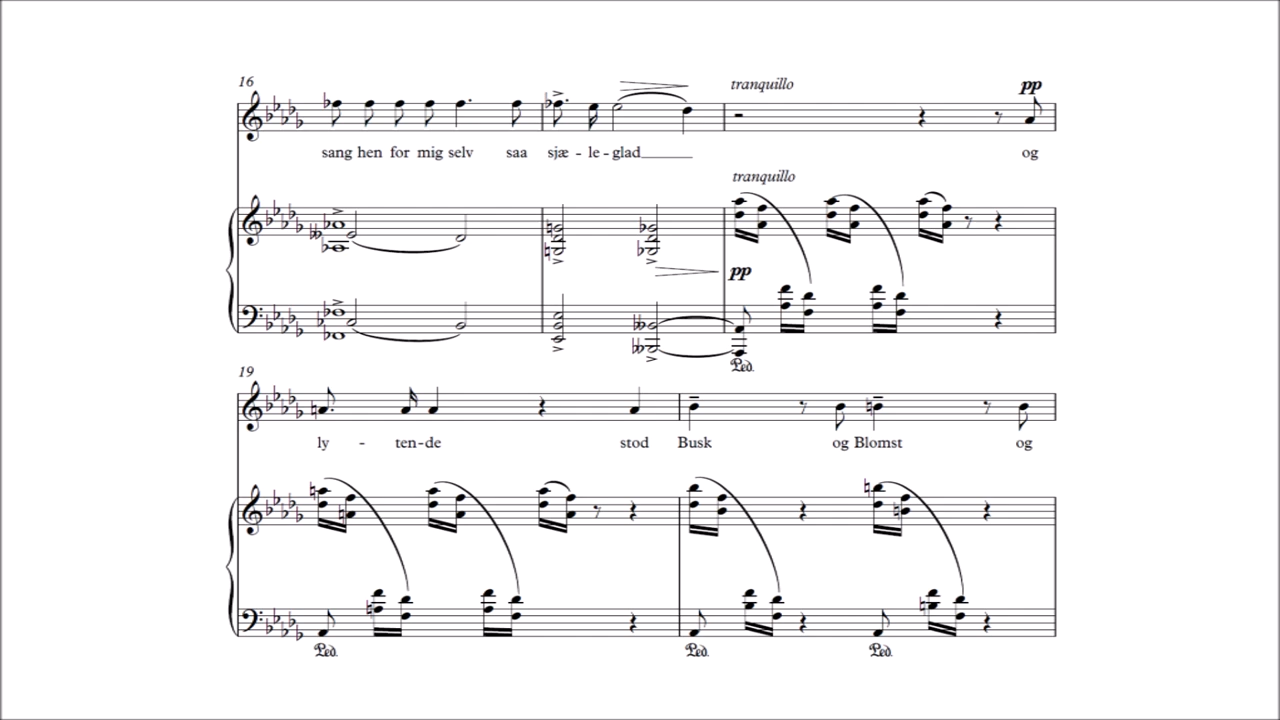 16
tranquillo
pp
sang hen for mig selv saa sjæ - le - glad____ og
tranquillo
pp
Ped.
19
ly - ten - de stod Busk og Blomst og
Ped. Ped. Ped.